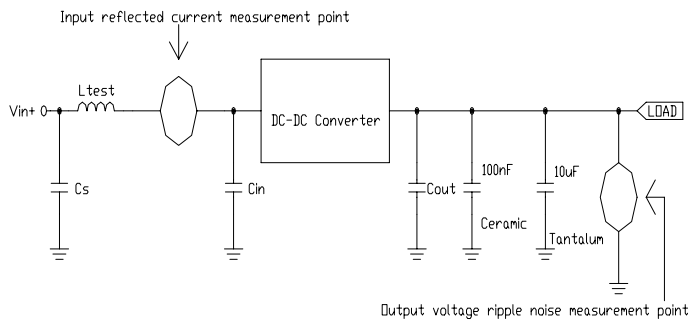 Input reflected current measurement point
Ltest
Vin+
DC-DC Converter
LOAD
Cs
Cin
Cout
100nF
Ceramic
10uF
Tantalum
Output voltage ripple noise measurement point